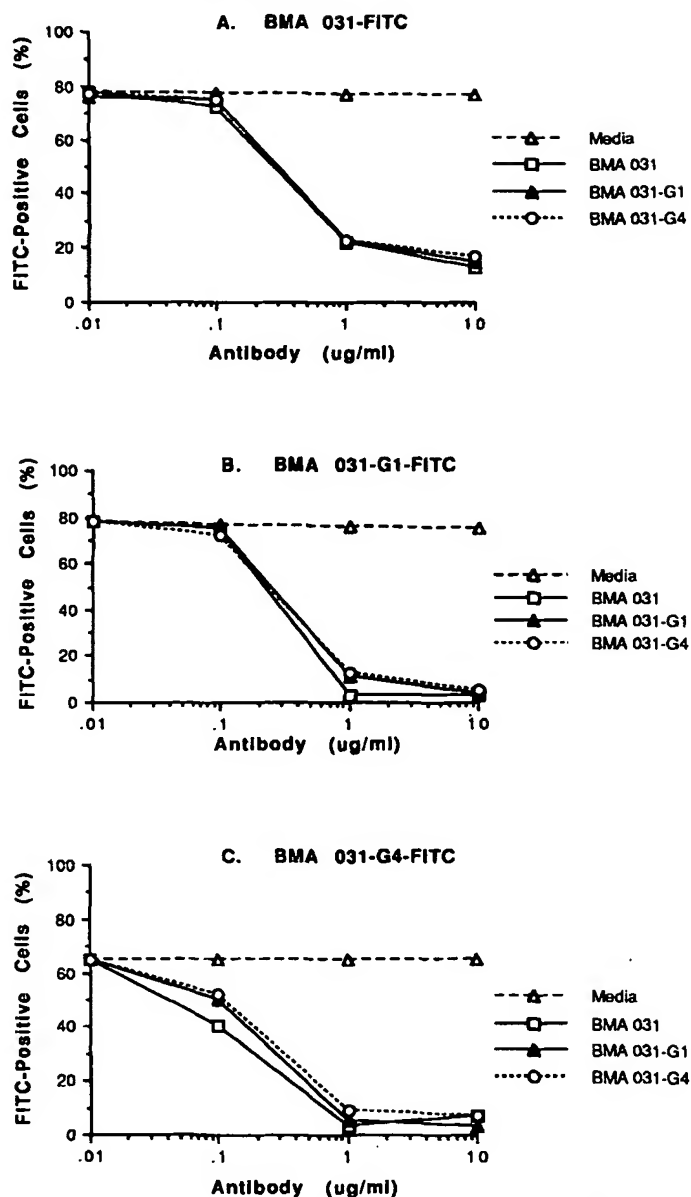 A. BMA 031-FITC
FITC-Positive Cells (%)
100
80
60
40
20
0
.01
.1
1
10
Antibody (ug/ml)
Media
BMA 031
BMA 031-G1
BMA 031-G4
B. BMA 031-G1-FITC
FITC-Positive Cells (%)
100
80
60
40
20
0
.01
.1
1
10
Antibody (ug/ml)
Media
BMA 031
BMA 031-G1
BMA 031-G4
C. BMA 031-G4-FITC
FITC-Positive Cells (%)
100
80
60
40
20
0
.01
.1
1
10
Antibody (ug/ml)
Media
BMA 031
BMA 031-G1
BMA 031-G4